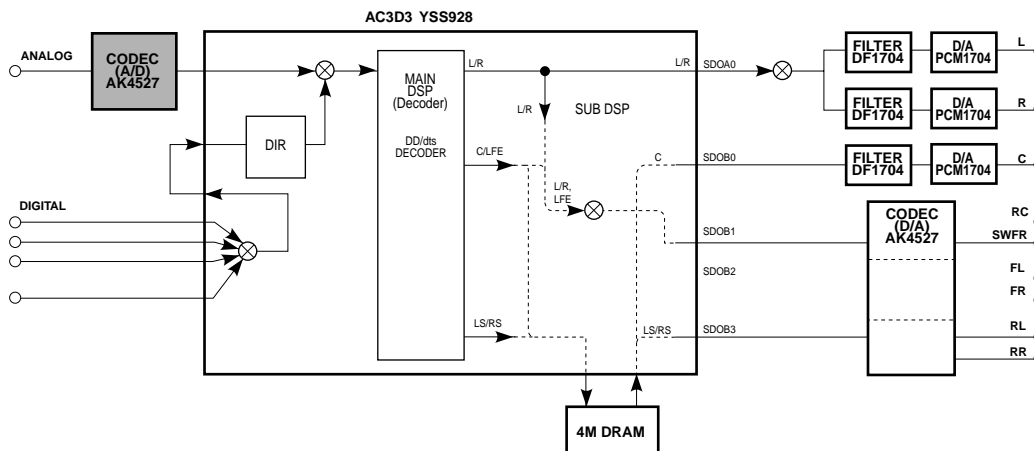 AC3D3 YSS928
ANALOG
CODEC
(A/D)
AK4527
DIR
DIGITAL
MAIN
DSP
(Decoder)
DD/dts
DECODER
L/R
L/R
SUB DSP
C/LFE
L/R,
LFE
LS/RS
L/R
C
LS/RS
4M DRAM
SDOA0
SDOB0
SDOB1
SDOB2
SDOB3
FILTER
DF1704
D/A
PCM1704
L
FILTER
DF1704
D/A
PCM1704
R
FILTER
DF1704
D/A
PCM1704
C
CODEC
(D/A)
AK4527
RC
SWFR
FL
FR
RL
RR